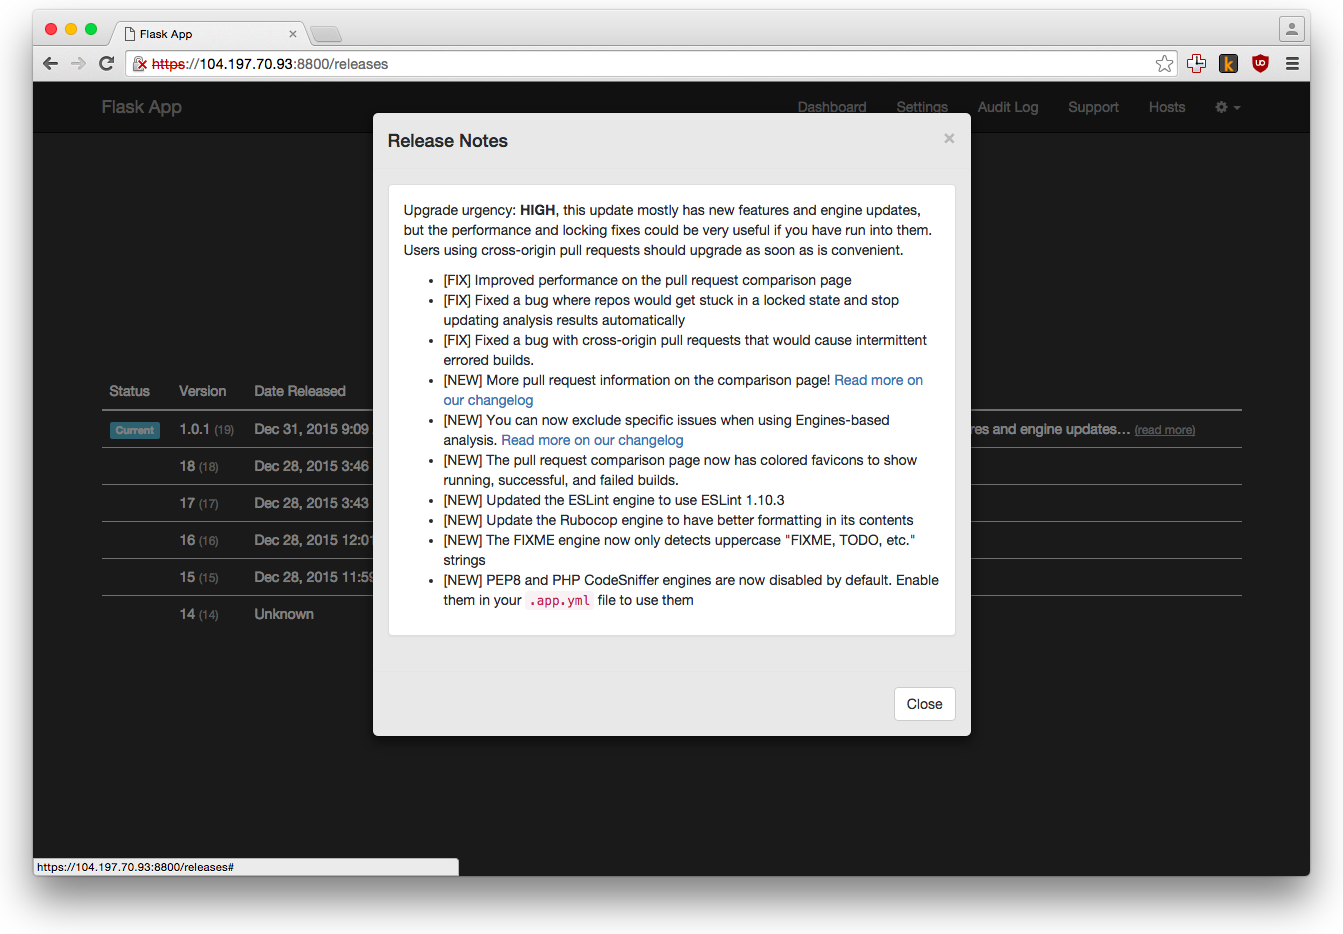 Flask App
https://104.197.70.93:8800/releases
Flask App
Dashboard Settings Audit Log Support Hosts
Release Notes
×
Upgrade urgency: HIGH, this update mostly has new features and engine updates,
but the performance and locking fixes could be very useful if you have run into them.
Users using cross-origin pull requests should upgrade as soon as is convenient.
• [FIX] Improved performance on the pull request comparison page
• [FIX] Fixed a bug where repos would get stuck in a locked state and stop
updating analysis results automatically
• [FIX] Fixed a bug with cross-origin pull requests that would cause intermittent
errored builds.
• [NEW] More pull request information on the comparison page! Read more on
our changelog
• [NEW] You can now exclude specific issues when using Engines-based
analysis. Read more on our changelog
• [NEW] The pull request comparison page now has colored favicons to show
running, successful, and failed builds.
• [NEW] Updated the ESLint engine to use ESLint 1.10.3
• [NEW] Update the Rubocop engine to have better formatting in its contents
• [NEW] The FIXME engine now only detects uppercase "FIXME, TODO, etc."
strings
• [NEW] PEP8 and PHP CodeSniffer engines are now disabled by default. Enable
them in your .app.yml file to use them
Close
Status Version Date Released
Current 1.0.1 (19) Dec 31, 2015 9:09 res and engine updates... (read more)
18 (18) Dec 28, 2015 3:46
17 (17) Dec 28, 2015 3:43
16 (16) Dec 28, 2015 12:01
15 (15) Dec 28, 2015 11:59
14 (14) Unknown
https://104.197.70.93:8800/releases#